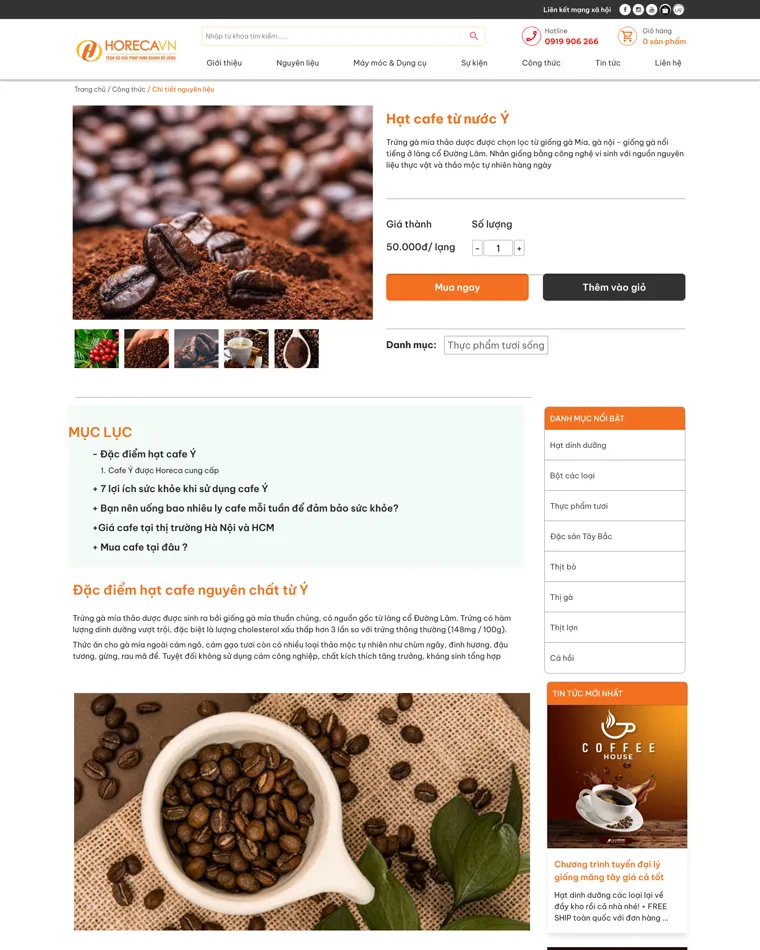 Liên kết mạng xã hội
HORECAVN
Nhập từ khóa tìm kiếm......
Hotline
0919 906 266
Giỏ hàng
0 sản phẩm
Giới thiệu
Nguyên liệu
Máy móc & Dụng cụ
Sự kiện
Công thức
Tin tức
Liên hệ
Trang chủ / Công thức / Chi tiết nguyên liệu
Hạt cafe từ nước Ý
Trứng gà mía thảo dược được chọn lọc từ giống gà Mía, gà nội - giống gà nổi
tiếng ở làng cổ Đường Lâm. Nhân giống bằng công nghệ vi sinh với nguồn nguyên
liệu thực vật và thảo mộc tự nhiên hàng ngày
Giá thành
Số lượng
50.000đ/ lạng
- 1 +
Mua ngay
Thêm vào giỏ
Danh mục:
Thực phẩm tươi sống
MỤC LỤC
- Đặc điểm hạt cafe Ý
1. Cafe Ý được Horeca cung cấp
+ 7 lợi ích sức khỏe khi sử dụng cafe Ý
+ Bạn nên uống bao nhiêu ly cafe mỗi tuần để đảm bảo sức khỏe?
+Giá cafe tại thị trường Hà Nội và HCM
+ Mua cafe tại đâu ?
Đặc điểm hạt cafe nguyên chất từ Ý
Trứng gà mía thảo dược được sinh ra bởi giống gà mía thuần chủng, có nguồn gốc từ làng cổ Đường Lâm. Trứng có hàm
lượng dinh dưỡng vượt trội, đặc biệt là lượng cholesterol xấu thấp hơn 3 lần so với trứng thông thường (148mg / 100g).
Thức ăn cho gà mía ngoài cám ngô, cám gạo tươi còn có nhiều loại thảo mộc tự nhiên như chùm ngây, đinh hương, đậu
tương, gừng, rau mã đề. Tuyệt đối không sử dụng cám công nghiệp, chất kích thích tăng trưởng, kháng sinh tổng hợp
DANH MỤC NỔI BẬT
Hạt dinh dưỡng
Bột các loại
Thực phẩm tươi
Đặc sản Tây Bắc
Thịt bò
Thị gà
Thịt lợn
Cá hồi
TIN TỨC MỚI NHẤT
COFFEE
HOUSE
Chương trình tuyển đại lý
giống măng tây giá cả tốt
Hạt dinh dưỡng các loại lại về
đầy kho rồi cả nhà nhé! + FREE
SHIP toàn quốc với đơn hàng ...